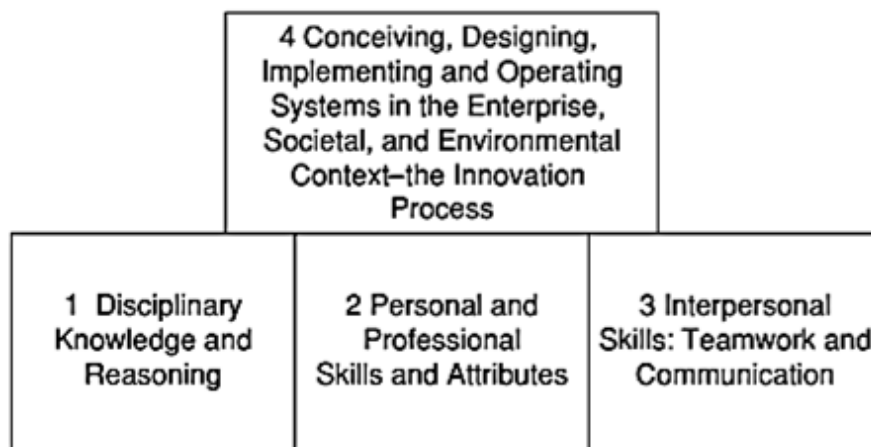 4 Conceiving, Designing,
Implementing and Operating
Systems in the Enterprise,
Societal, and Environmental
Context–the Innovation
Process
1 Disciplinary
Knowledge and
Reasoning
2 Personal and
Professional
Skills and Attributes
3 Interpersonal
Skills: Teamwork and
Communication